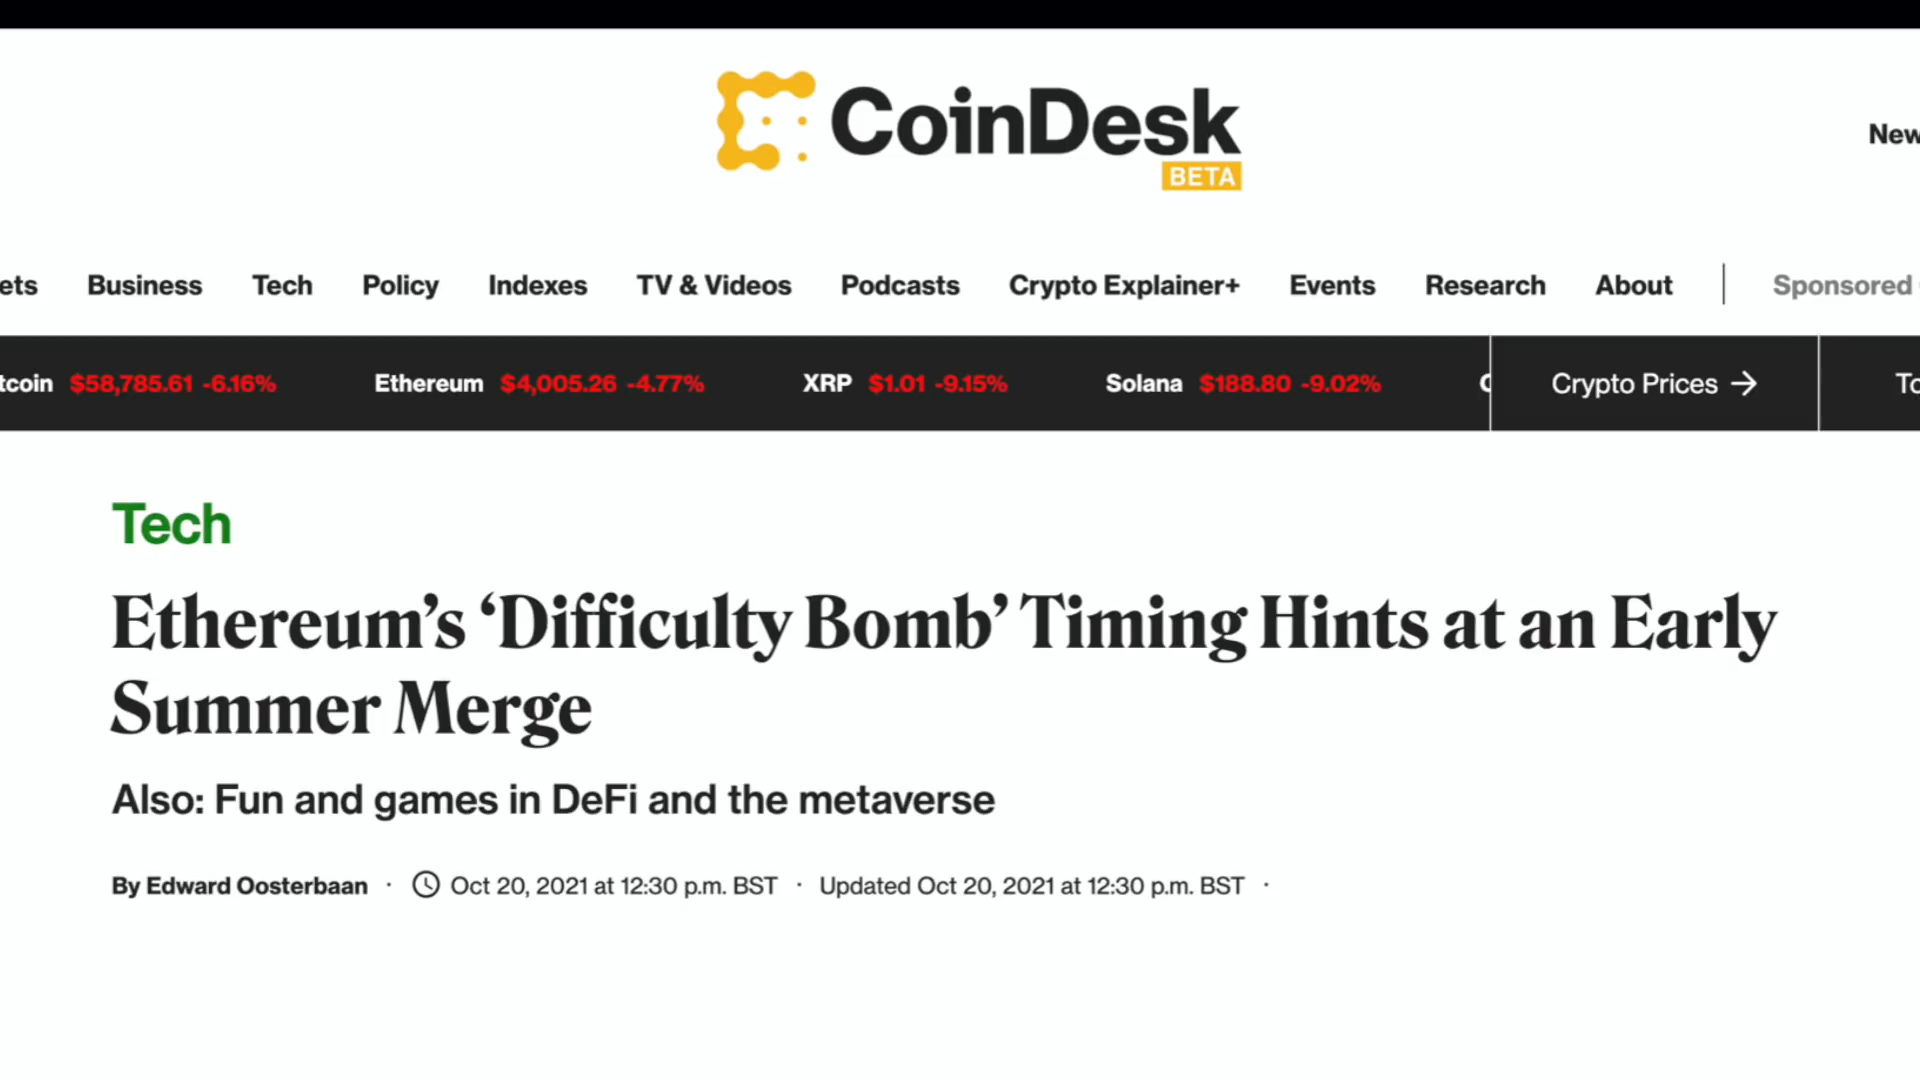 CoinDesk
BETA
New
ets Business Tech Policy Indexes TV & Videos Podcasts Crypto Explainer+ Events Research About Sponsored
tcoin $58,785.61 -6.16% Ethereum $4,005.26 -4.77% XRP $1.01 -9.15% Solana $188.80 -9.02% Crypto Prices → To
Tech
Ethereum’s ‘Difficulty Bomb’ Timing Hints at an Early
Summer Merge
Also: Fun and games in DeFi and the metaverse
By Edward Oosterbaan · Oct 20, 2021 at 12:30 p.m. BST · Updated Oct 20, 2021 at 12:30 p.m. BST ·